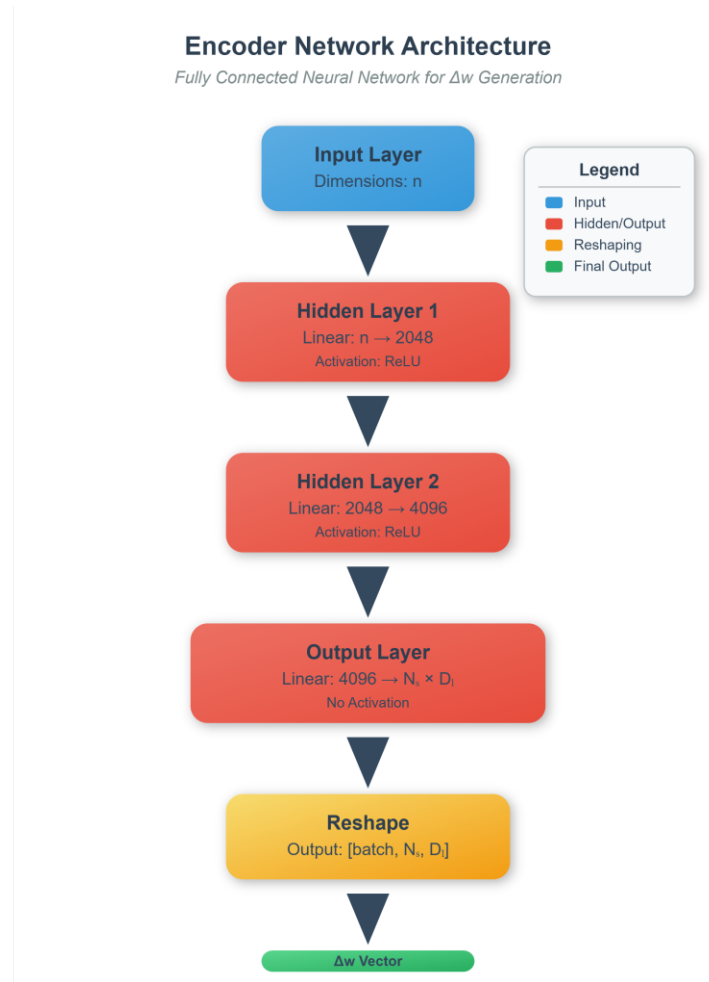 Encoder Network Architecture
Fully Connected Neural Network for Δw Generation
Input Layer
Dimensions: n
Legend
Input
Hidden/Output
Reshaping
Final Output
Hidden Layer 1
Linear: n → 2048
Activation: ReLU
Hidden Layer 2
Linear: 2048 → 4096
Activation: ReLU
Output Layer
Linear: 4096 → Nₛ × Dₗ
No Activation
Reshape
Output: [batch, Nₛ, Dₗ]
Δw Vector